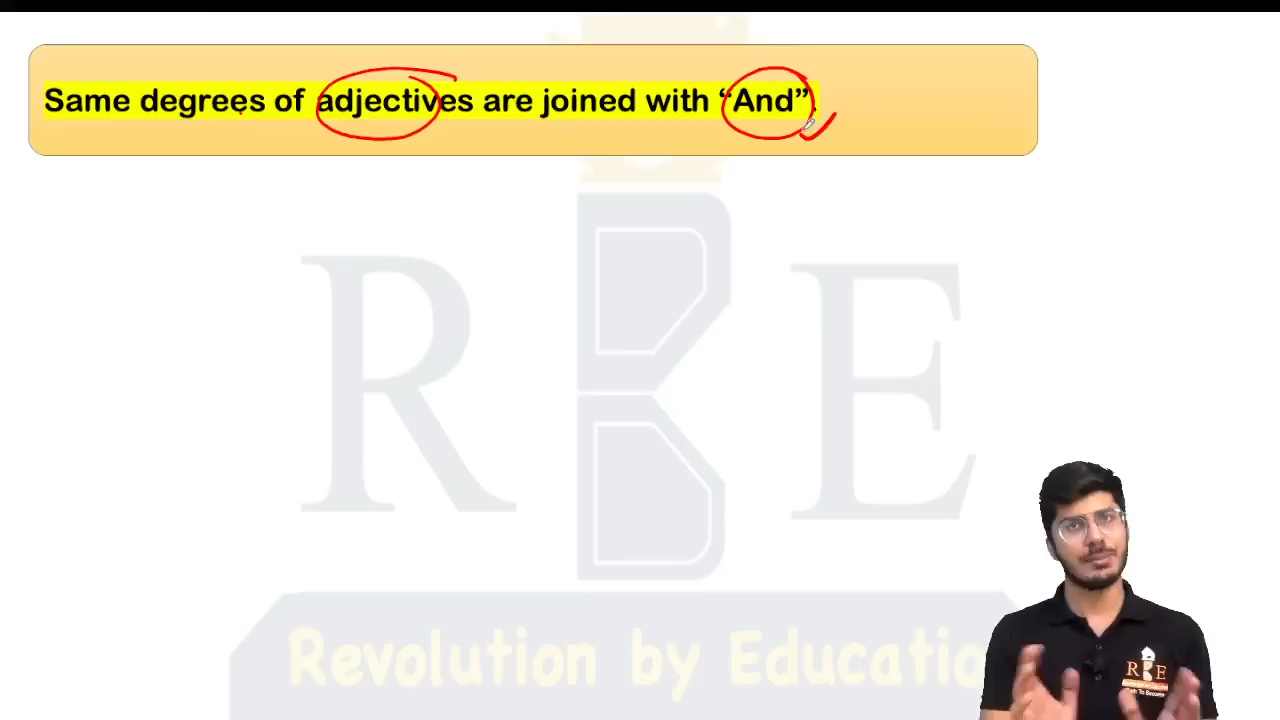 Same degrees of adjectives are joined with “And”.
R B E
Revolution by Educatio
R E